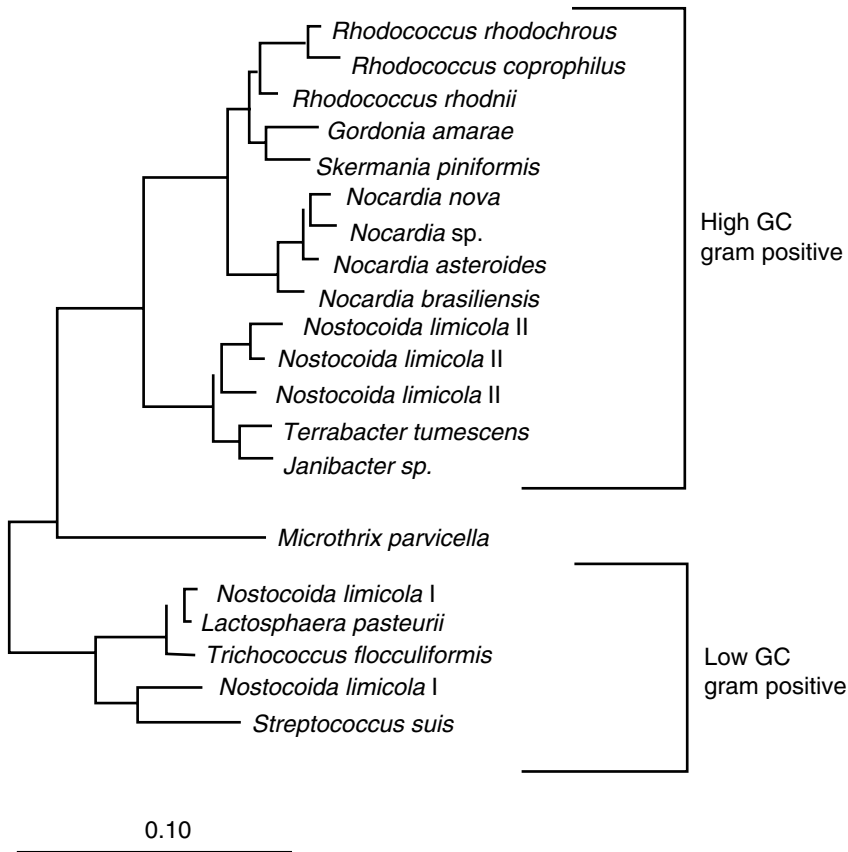 Rhodococcus rhodochrous
Rhodococcus coprophilus
Rhodococcus rhodnii
Gordonia amarae
Skermania piniformis
Nocardia nova
Nocardia sp.
Nocardia asteroides
Nocardia brasiliensis
Nostocoida limicola II
Nostocoida limicola II
Nostocoida limicola II
Terrabacter tumescens
Janibacter sp.
High GC
gram positive
Microthrix parvicella
Nostocoida limicola I
Lactosphaera pasteurii
Trichococcus flocculiformis
Nostocoida limicola I
Streptococcus suis
Low GC
gram positive
0.10